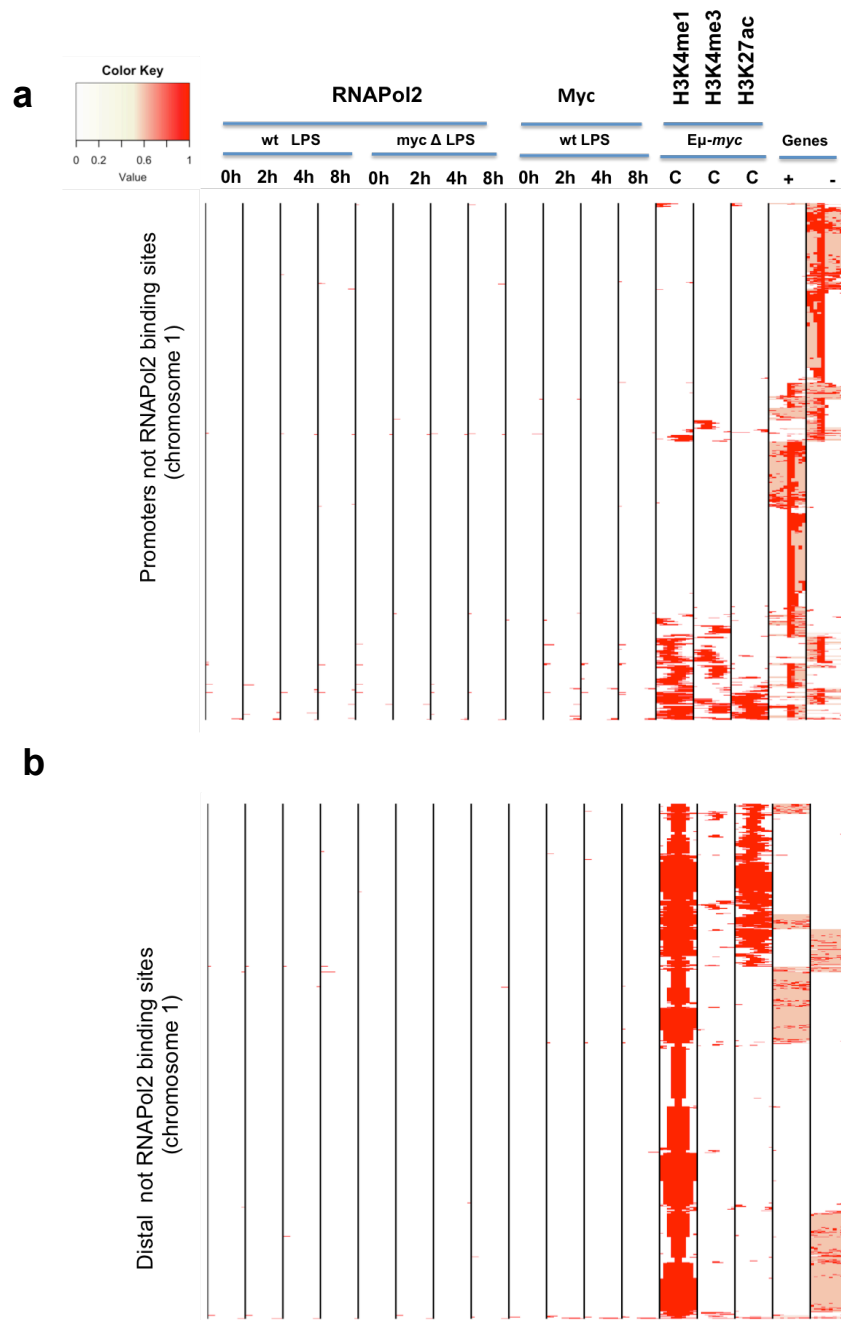 a
Color Key
0 0.2 0.6 1
Value
RNAPol2
Myc
H3K4me1
H3K4me3
H3K27ac
wt LPS
myc Δ LPS
wt LPS
Eµ-myc
Genes
0h 2h 4h 8h 0h 2h 4h 8h 0h 2h 4h 8h C C C + -
Promoters not RNAPol2 binding sites
(chromosome 1)
b
Distal not RNAPol2 binding sites
(chromosome 1)